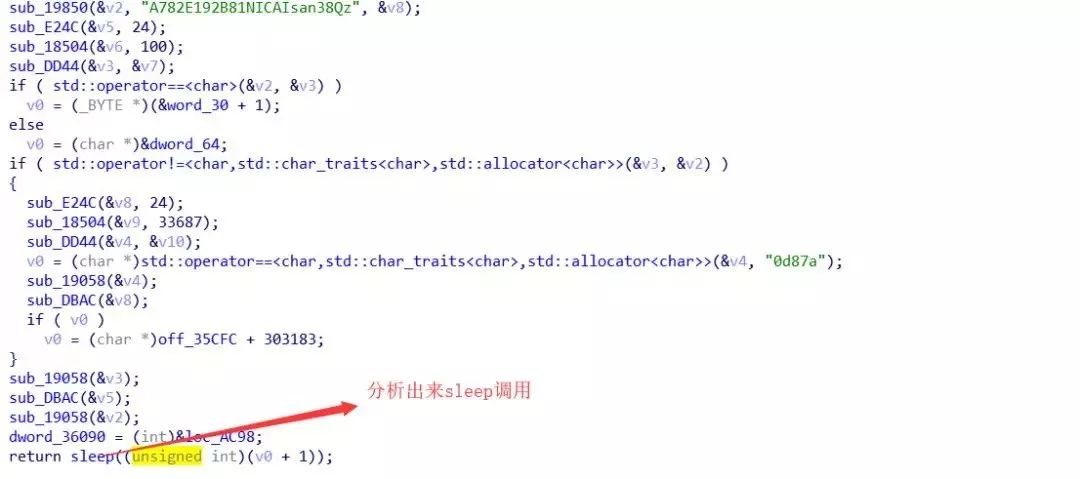 sub_19850(&v2, "A782E192B81NICAIsan38Qz", &v8);
sub_E24C(&v5, 24);
sub_18504(&v6, 100);
sub_DD44(&v3, &v7);
if ( std::operator==<char>(&v2, &v3) )
v0 = (_BYTE *)(&word_30 + 1);
else
v0 = (char *)&dword_64;
if ( std::operator!=<char,std::char_traits<char>,std::allocator<char>>(&v3, &v2) )
{
sub_E24C(&v8, 24);
sub_18504(&v9, 33687);
sub_DD44(&v4, &v10);
v0 = (char *)std::operator==<char,std::char_traits<char>,std::allocator<char>>(&v4, "0d87a");
sub_19058(&v4);
sub_DBAC(&v8);
if ( v0 )
v0 = (char *)off_35CFC + 303183;
}
sub_19058(&v3);
分析出来sleep调用
sub_DBAC(&v5);
sub_19058(&v2);
dword_36090 = (int)&loc_AC98;
return sleep((unsigned int)(v0 + 1));